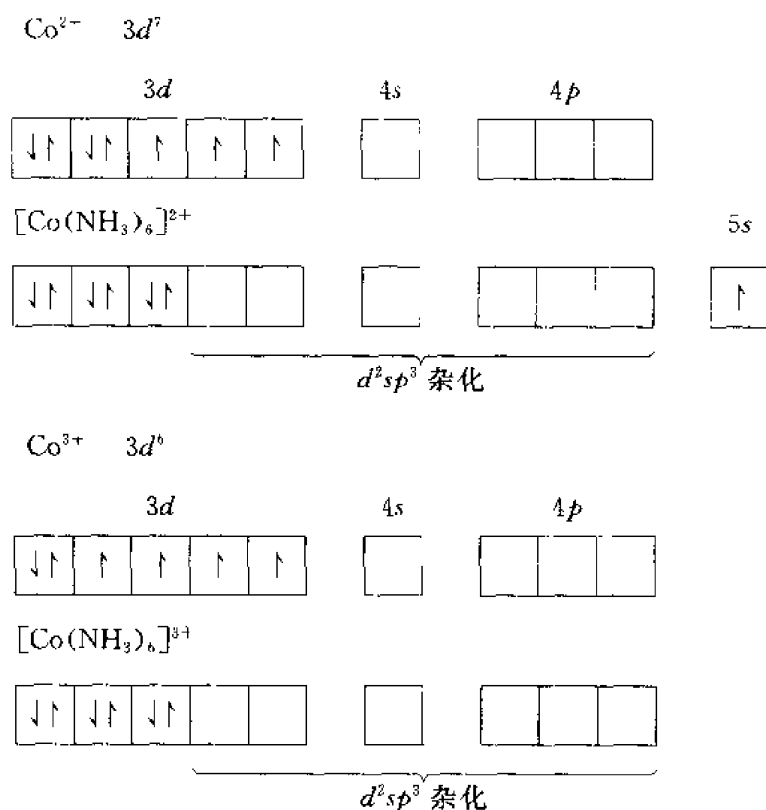 Co²⁺ 3d⁷
3d 4s 4p
[Co(NH₃)₆]²⁺ 5s
d²sp³ 杂化
Co³⁺ 3d⁶
3d 4s 4p
[Co(NH₃)₆]³⁺
d²sp³ 杂化